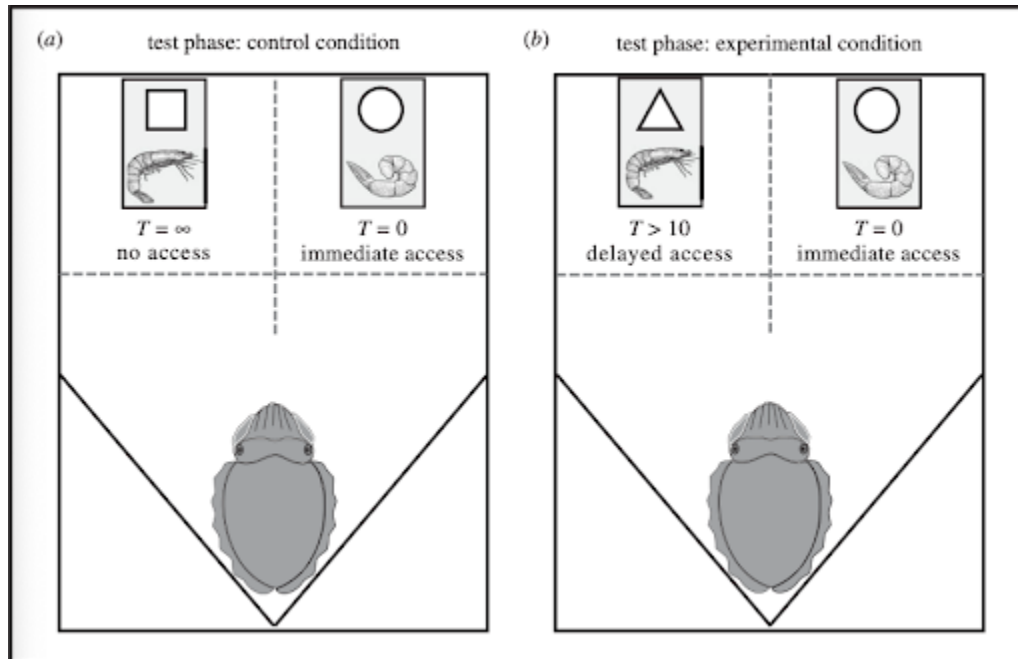 (a) test phase: control condition
T = ∞
no access
T = 0
immediate access
(b) test phase: experimental condition
T > 10
delayed access
T = 0
immediate access